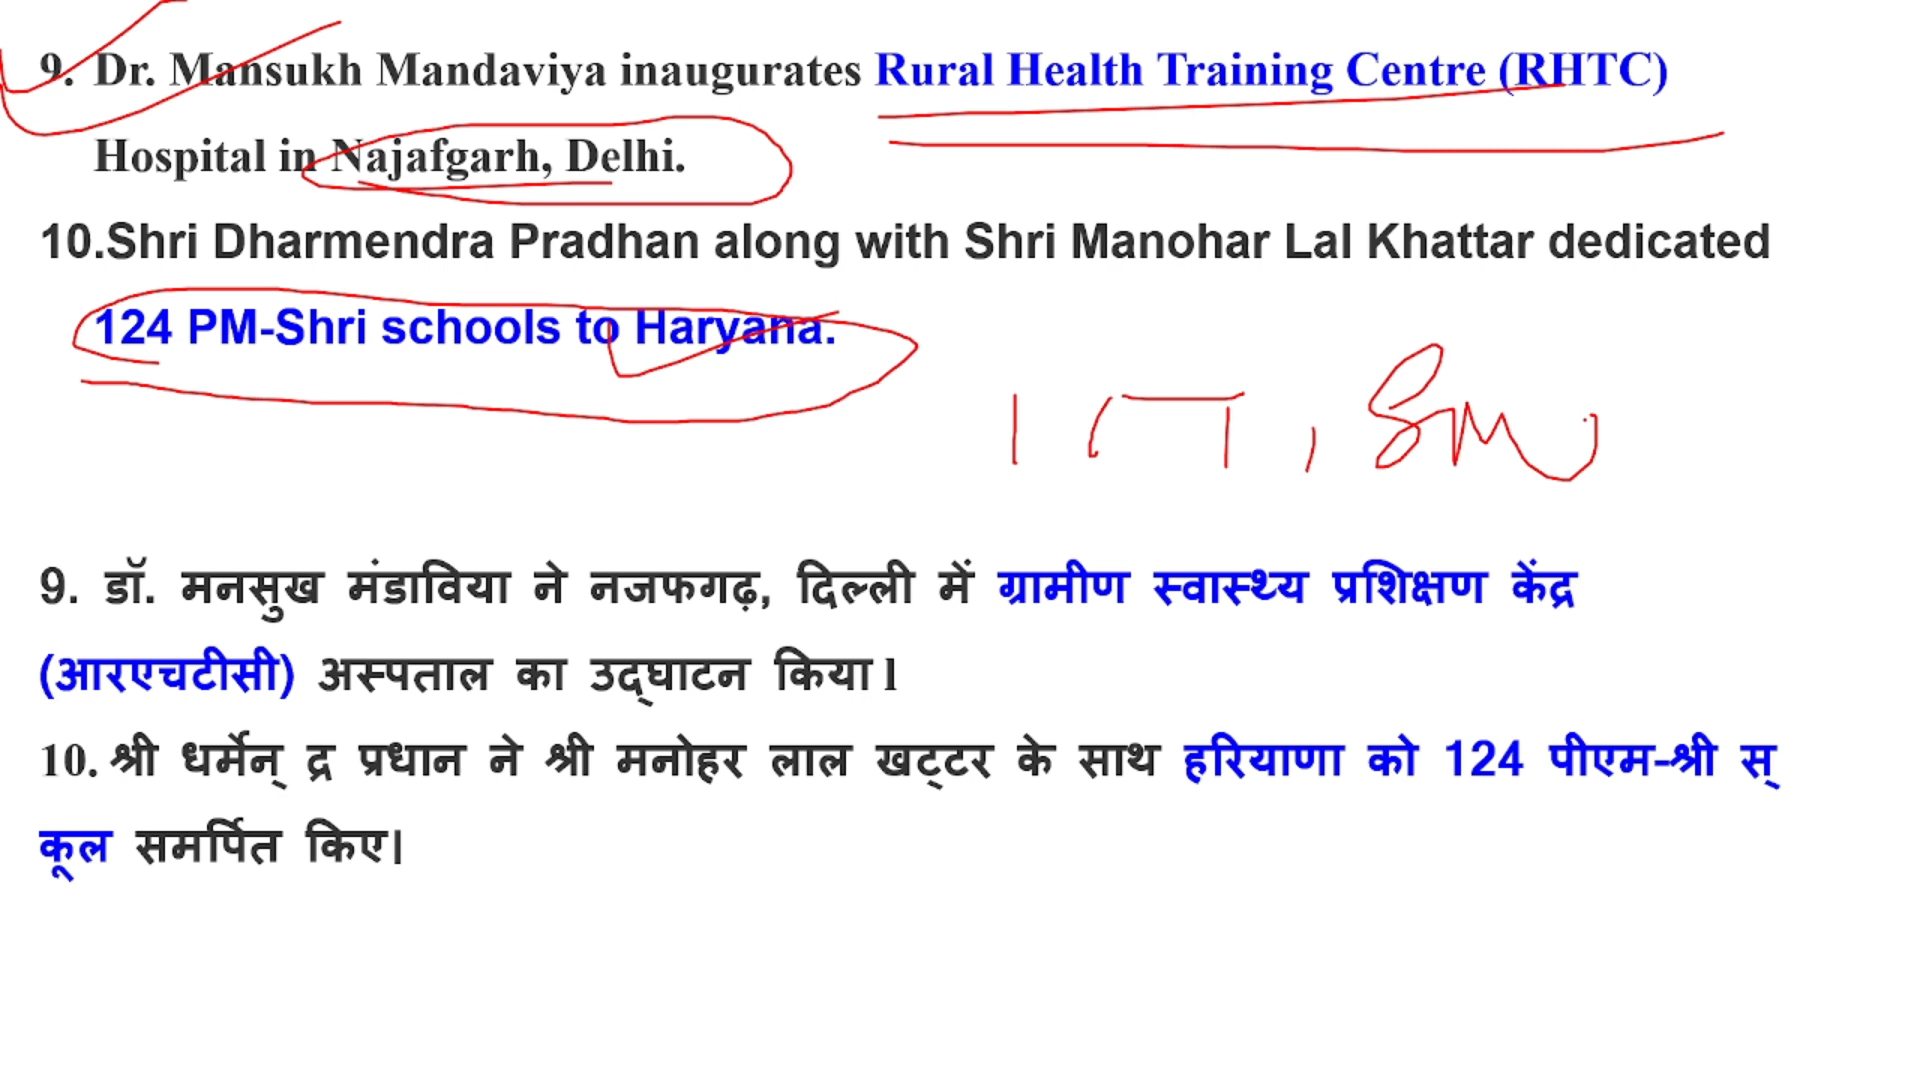 9. Dr. Mansukh Mandaviya inaugurates Rural Health Training Centre (RHTC)
Hospital in Najafgarh, Delhi.
10.Shri Dharmendra Pradhan along with Shri Manohar Lal Khattar dedicated
124 PM-Shri schools to Haryana.
9. डॉ. मनसुख मंडाविया ने नजफगढ़, दिल्ली में ग्रामीण स्वास्थ्य प्रशिक्षण केंद्र
(आरएचटीसी) अस्पताल का उद्घाटन किया l
10. श्री धर्मेन् द्र प्रधान ने श्री मनोहर लाल खट्टर के साथ हरियाणा को 124 पीएम-श्री स्
कूल समर्पित किए।